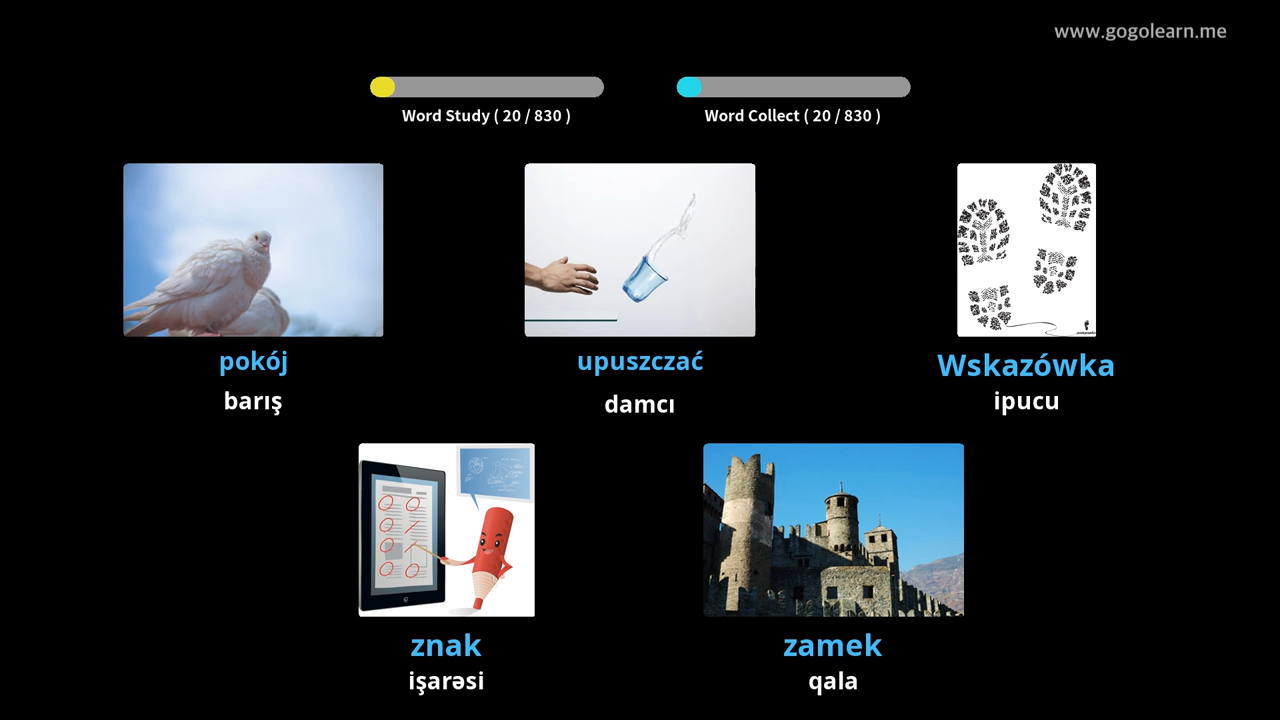 www.gogolearn.me
Word Study ( 20 / 830 )
Word Collect ( 20 / 830 )
pokój
barış
upuszczać
damcı
Wskazówka
ipucu
znak
işarəsi
zamek
qala